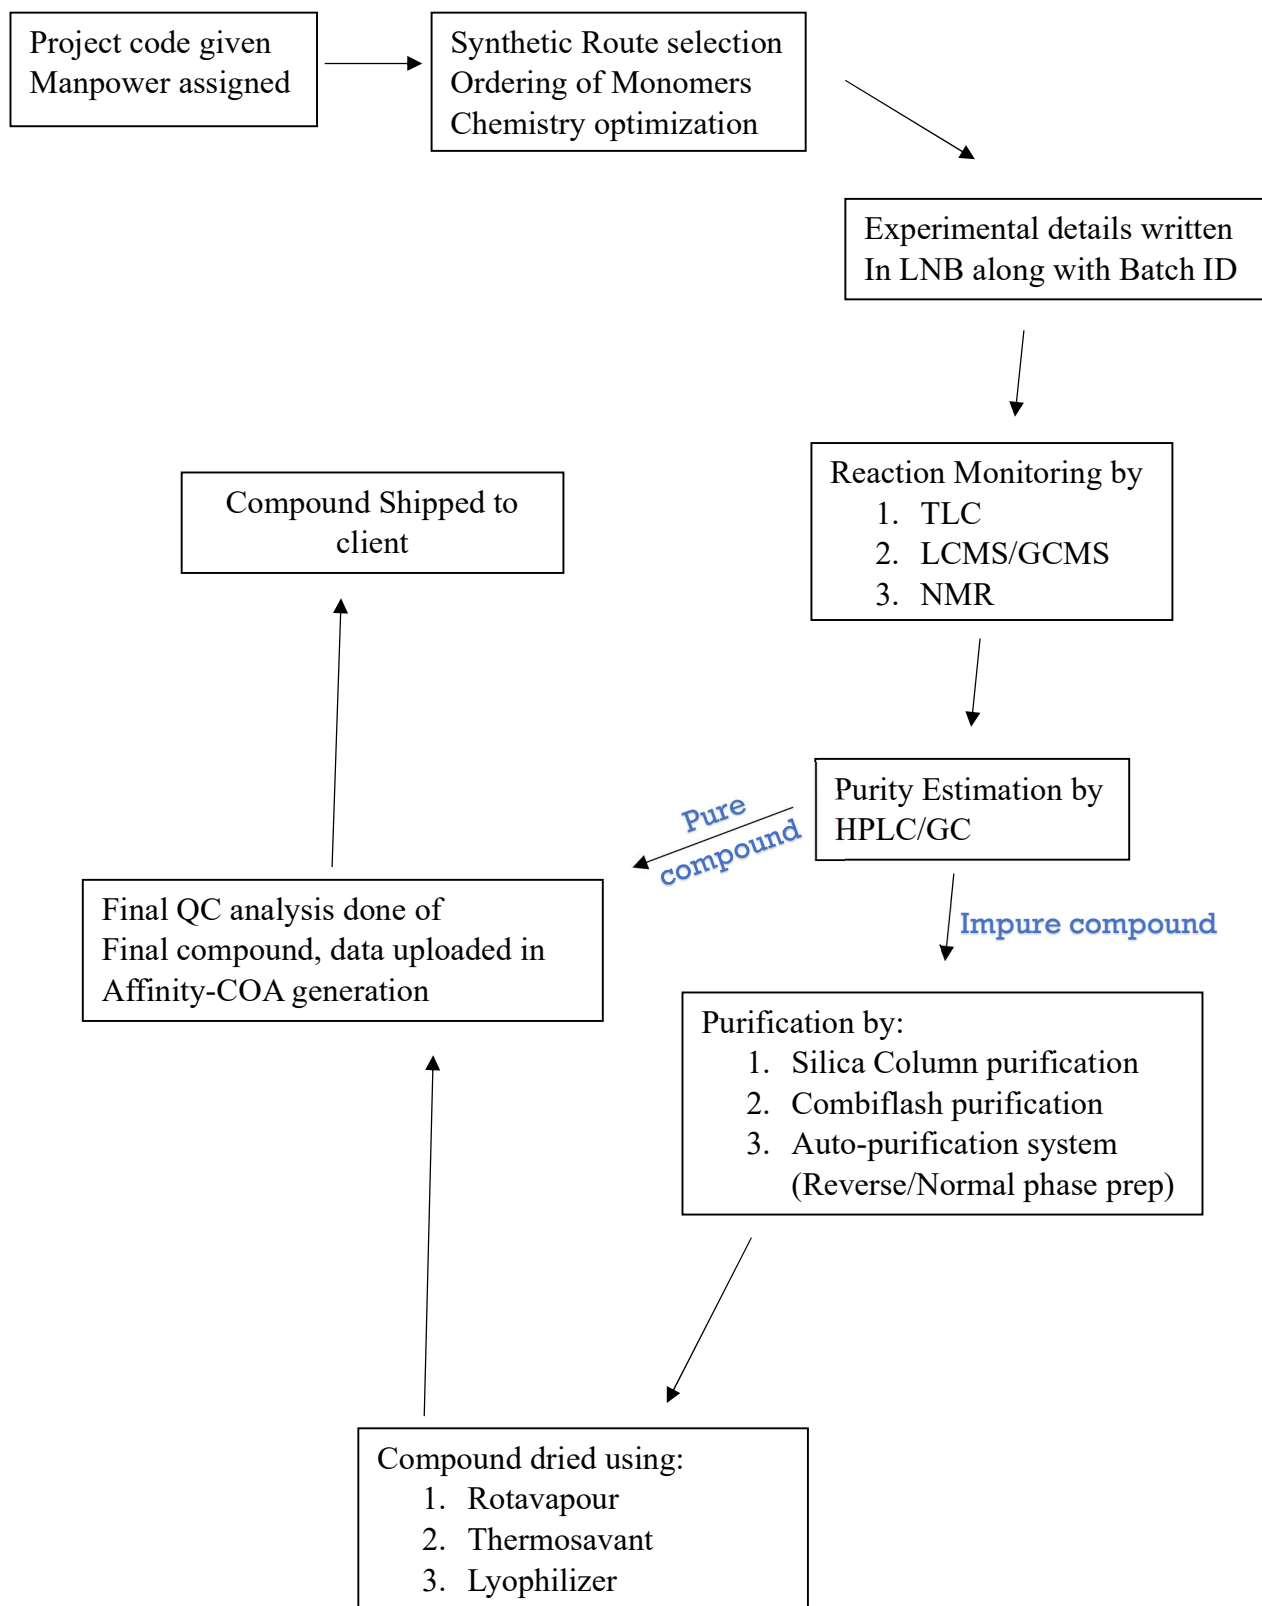 Project code given
Manpower assigned
Synthetic Route selection
Ordering of Monomers
Chemistry optimization
Experimental details written
In LNB along with Batch ID
Reaction Monitoring by
1. TLC
2. LCMS/GCMS
3. NMR
Compound Shipped to
client
Purity Estimation by
HPLC/GC
Pure
compound
Impure compound
Final QC analysis done of
Final compound, data uploaded in
Affinity-COA generation
Purification by:
1. Silica Column purification
2. Combiflash purification
3. Auto-purification system
(Reverse/Normal phase prep)
Compound dried using:
1. Rotavapour
2. Thermosavant
3. Lyophilizer